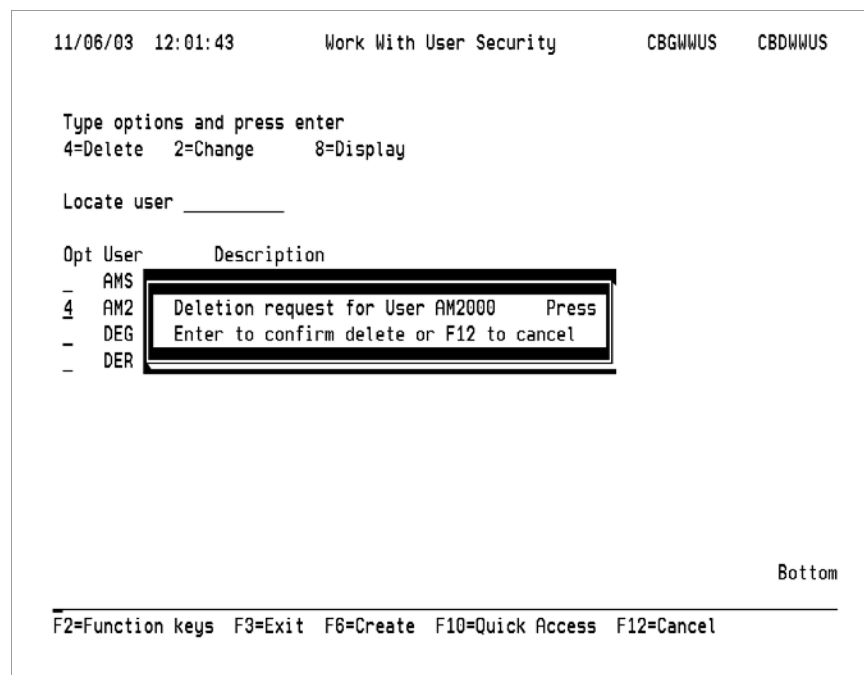 11/06/03 12:01:43 Work With User Security CBGWWUS CBDWWUS
Type options and press enter
4=Delete 2=Change 8=Display
Locate user __________
Opt User Description
_ AMS
4 AM2 Deletion request for User AM2000 Press
_ DEG Enter to confirm delete or F12 to cancel
_ DER
Bottom
F2=Function keys F3=Exit F6=Create F10=Quick Access F12=Cancel